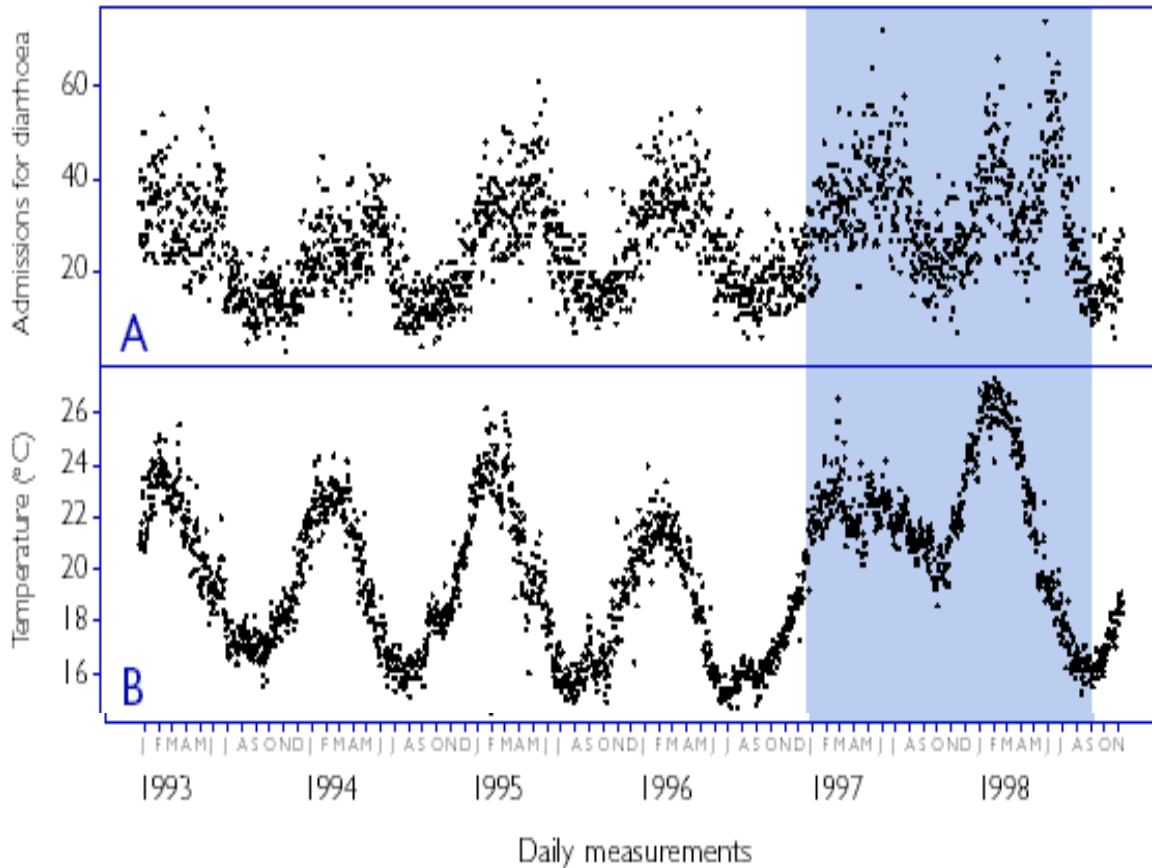 Admissions for diarrhoea
60
40
20
A
Temperature (°C)
26
24
22
20
18
16
B
J F M A M J J A S O N D J F M A M J J A S O N D J F M A M J J A S O N D J F M A M J J A S O N D J F M A M J J A S O N D J F M A M J J A S O N
1993 1994 1995 1996 1997 1998
Daily measurements